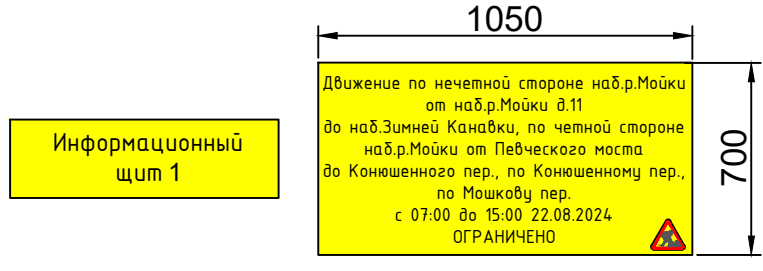 1050
Информационный
щит 1
Движение по нечетной стороне наб.р.Мойки
от наб.р.Мойки д.11
до наб.Зимней Канавки, по четной стороне
наб.р.Мойки от Певческого моста
до Конюшенного пер., по Конюшенному пер.,
по Мошкову пер.
с 07:00 до 15:00 22.08.2024
ОГРАНИЧЕНО
700